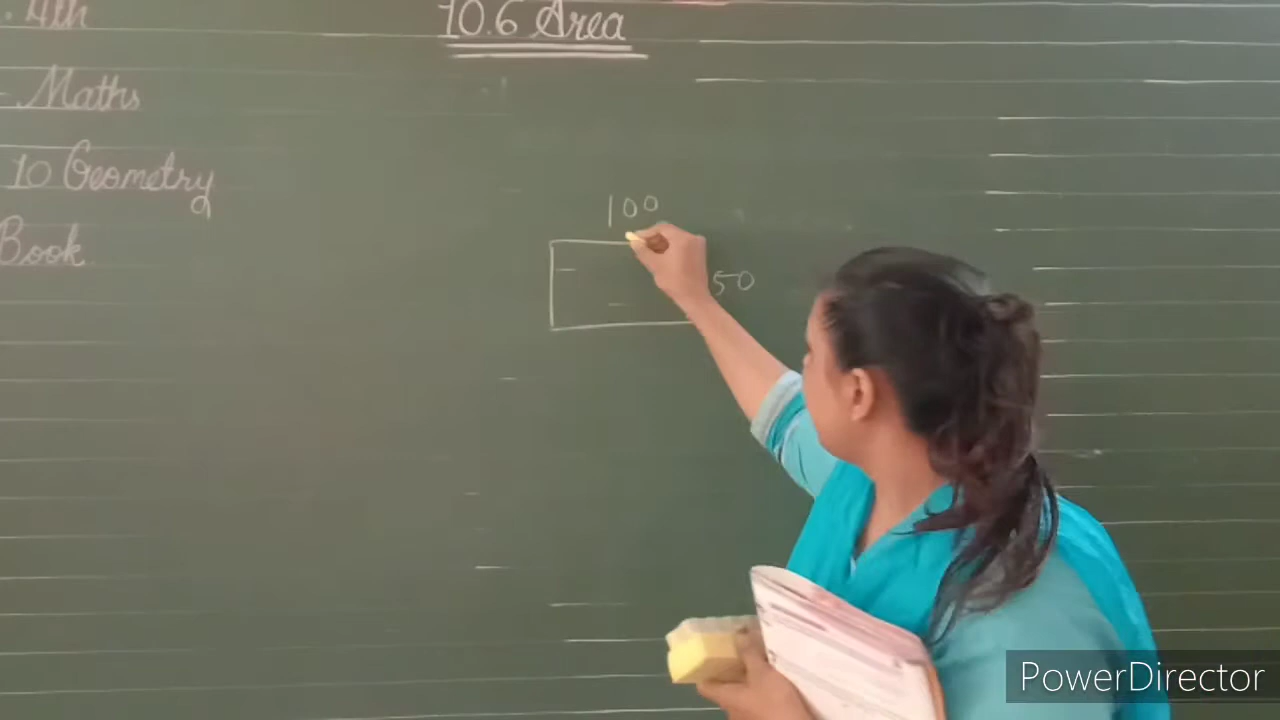 . 4th
10.6 Area
- Maths
10 Geometry
Book
100
50
PowerDirector